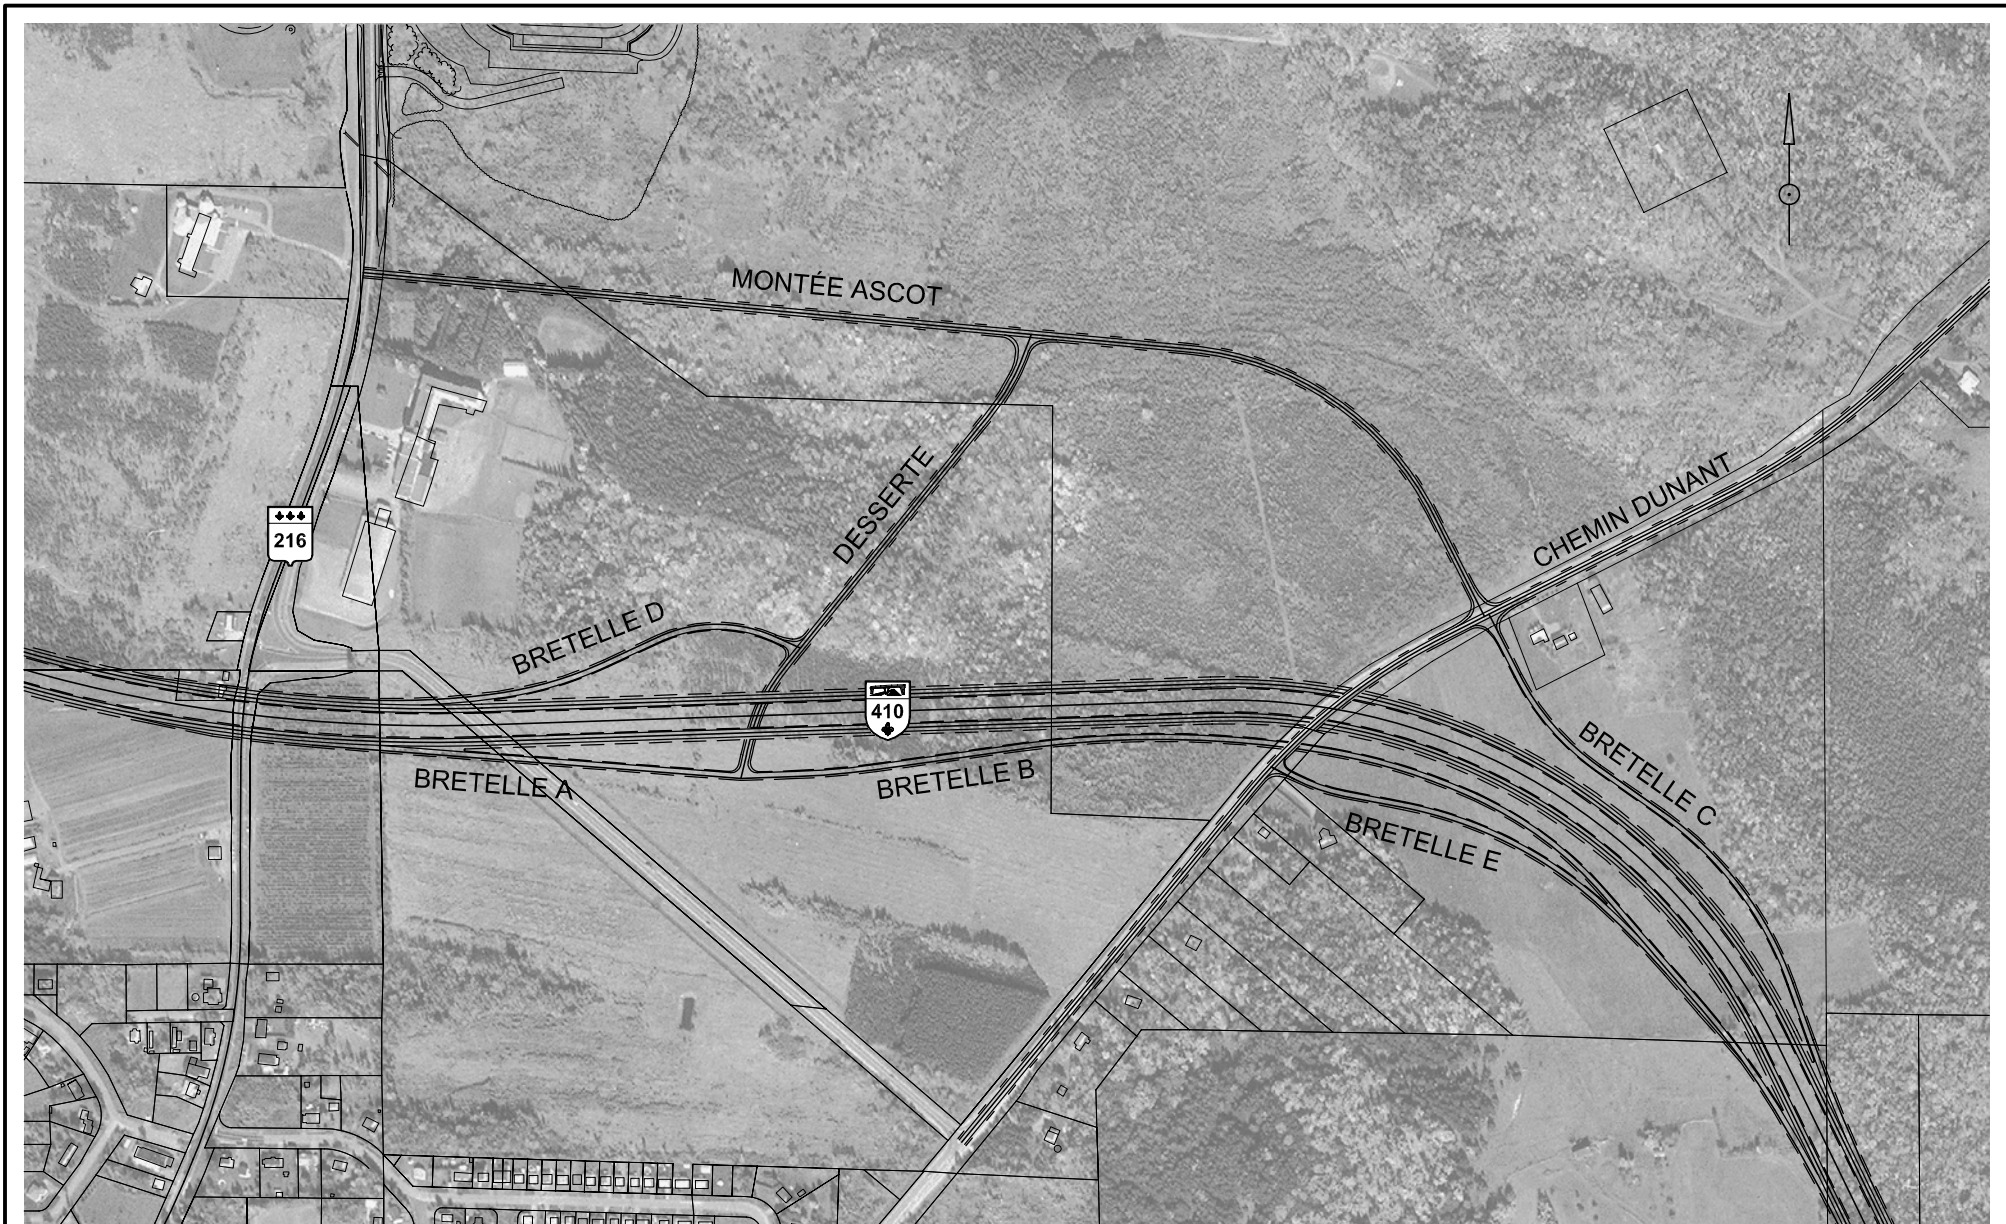 MONTÉE ASCOT
DESSERTE
CHEMIN DUNANT
216
BRETELLE D
410
BRETELLE A
BRETELLE B
BRETELLE C
BRETELLE E